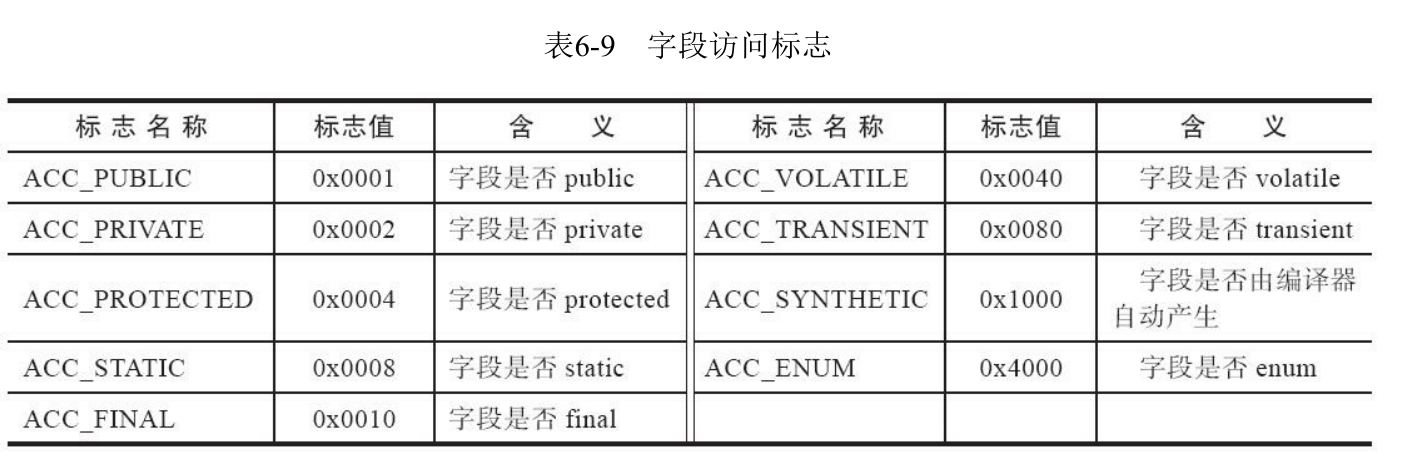 表6-9 字段访问标志
标志名称 标志值 含 义 标志名称 标志值 含 义
ACC_PUBLIC 0x0001 字段是否 public ACC_VOLATILE 0x0040 字段是否 volatile
ACC_PRIVATE 0x0002 字段是否 private ACC_TRANSIENT 0x0080 字段是否 transient
ACC_PROTECTED 0x0004 字段是否 protected ACC_SYNTHETIC 0x1000 字段是否由编译器
自动产生
ACC_STATIC 0x0008 字段是否 static ACC_ENUM 0x4000 字段是否 enum
ACC_FINAL 0x0010 字段是否 final